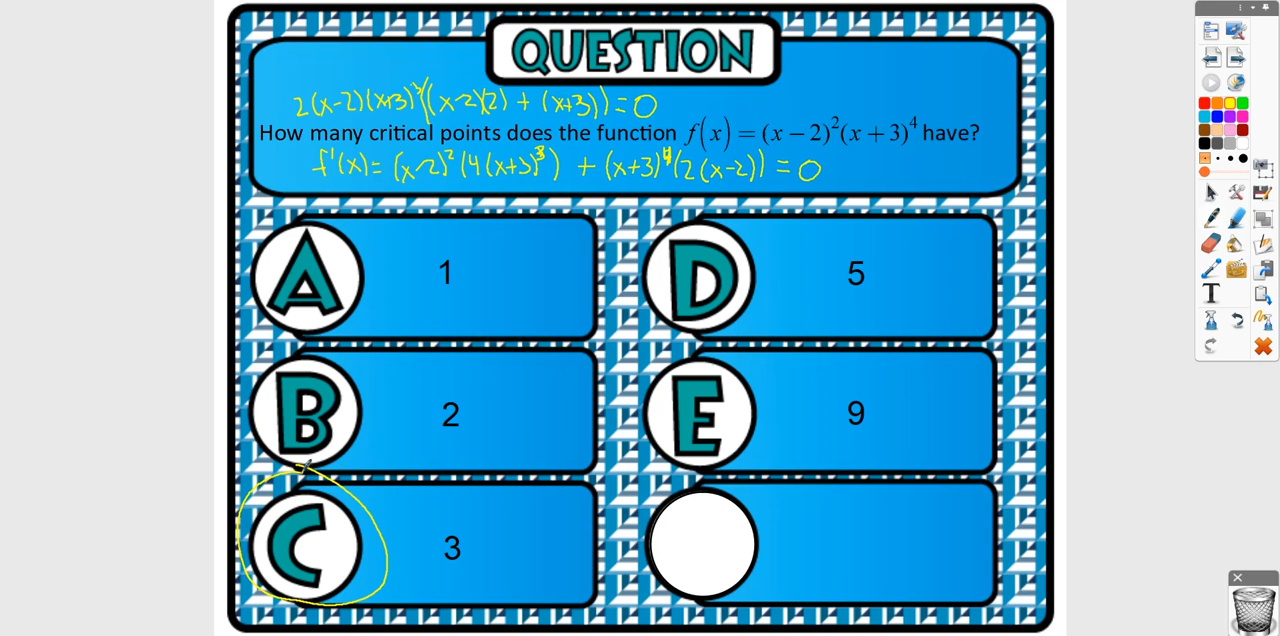 QUESTION
2(x-2)(x+3)³((x-2)(2) + (x+3)) = 0
How many critical points does the function f(x) = (x − 2)²(x + 3)⁴ have?
f'(x) = (x-2)² (4(x+3)³) + (x+3)⁴(2(x-2)) = 0
A 1
D 5
B 2
E 9
C 3
T